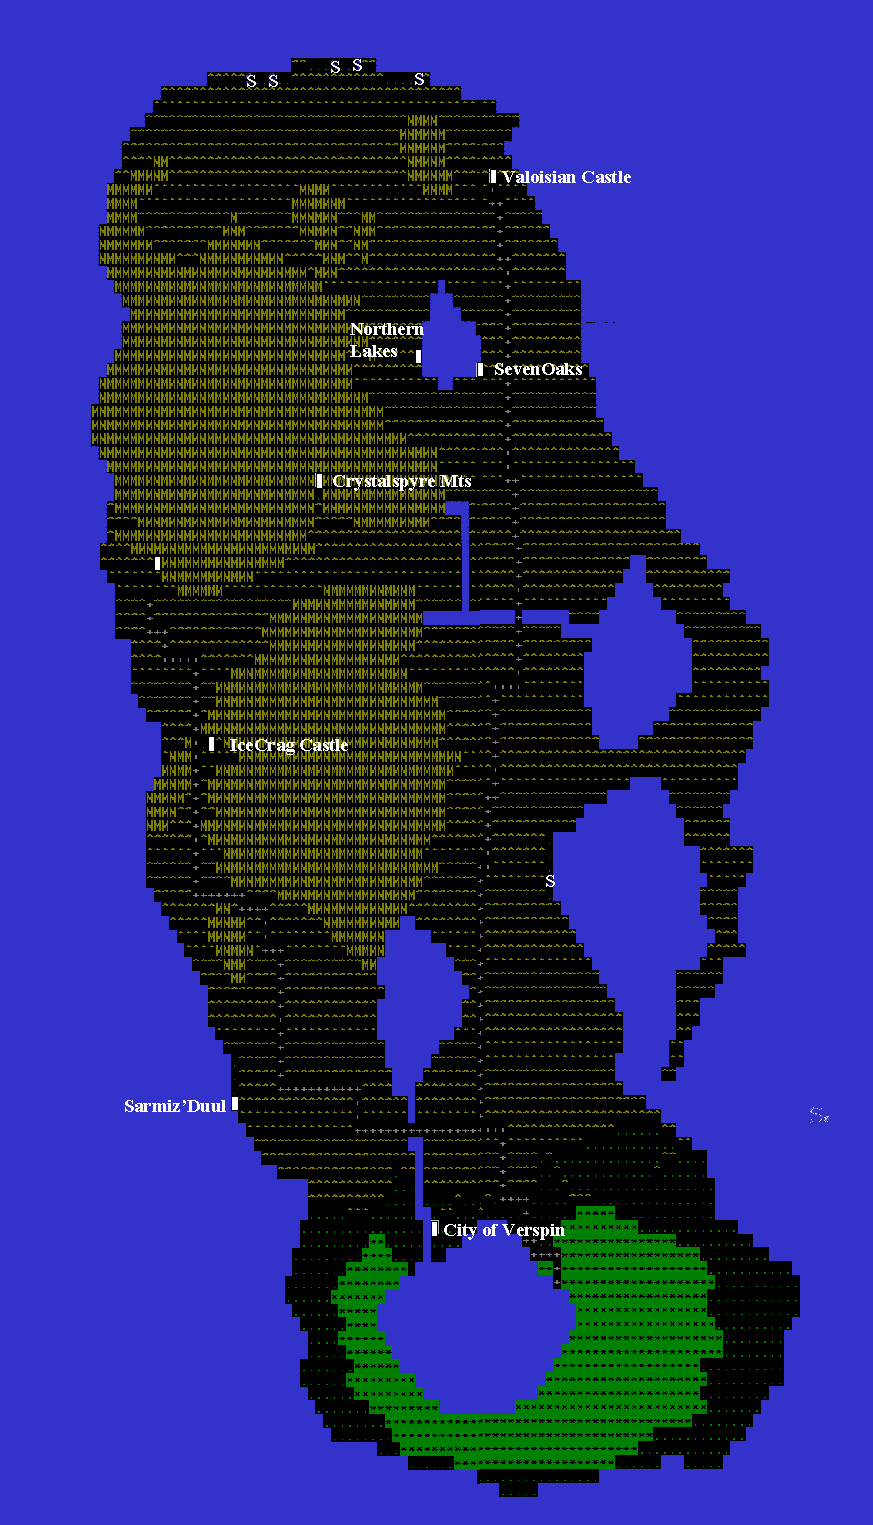 S S
S S S
Valoisian Castle
Northern
Lakes
SevenOaks
Crystalspyre Mts
IceCrag Castle
S
Sarmiz'Duul
City of Verspin